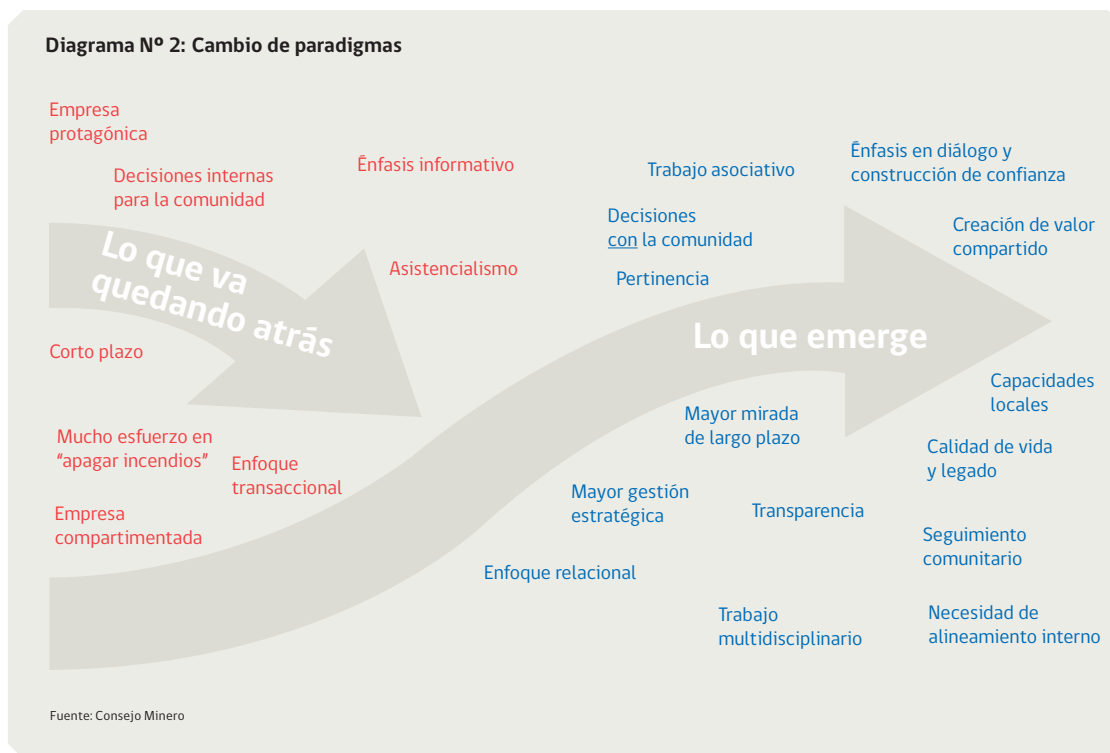 Diagrama Nº 2: Cambio de paradigmas
Empresa
protagónica
Decisiones internas
para la comunidad
Énfasis informativo
Asistencialismo
Lo que va
quedando atrás
Corto plazo
Mucho esfuerzo en
“apagar incendios”
Enfoque
transaccional
Empresa
compartimentada
Trabajo asociativo
Énfasis en diálogo y
construcción de confianza
Decisiones
con la comunidad
Creación de valor
compartido
Pertinencia
Lo que emerge
Capacidades
locales
Mayor mirada
de largo plazo
Calidad de vida
y legado
Mayor gestión
estratégica
Transparencia
Seguimiento
comunitario
Enfoque relacional
Trabajo
multidisciplinario
Necesidad de
alineamiento interno
Fuente: Consejo Minero